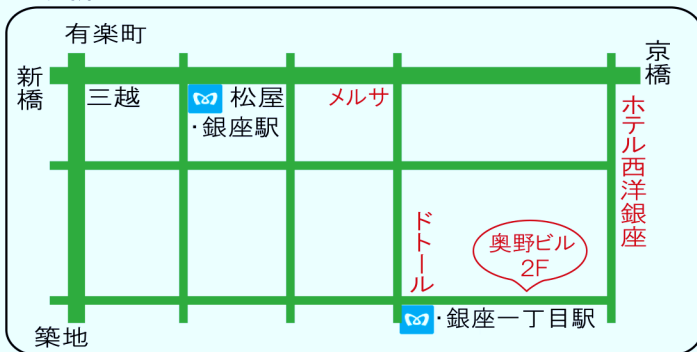 有楽町
新橋
京橋
三越
松屋
・銀座駅
メルサ
ホテル西洋銀座
ドトール
奥野ビル
2F
・銀座一丁目駅
築地